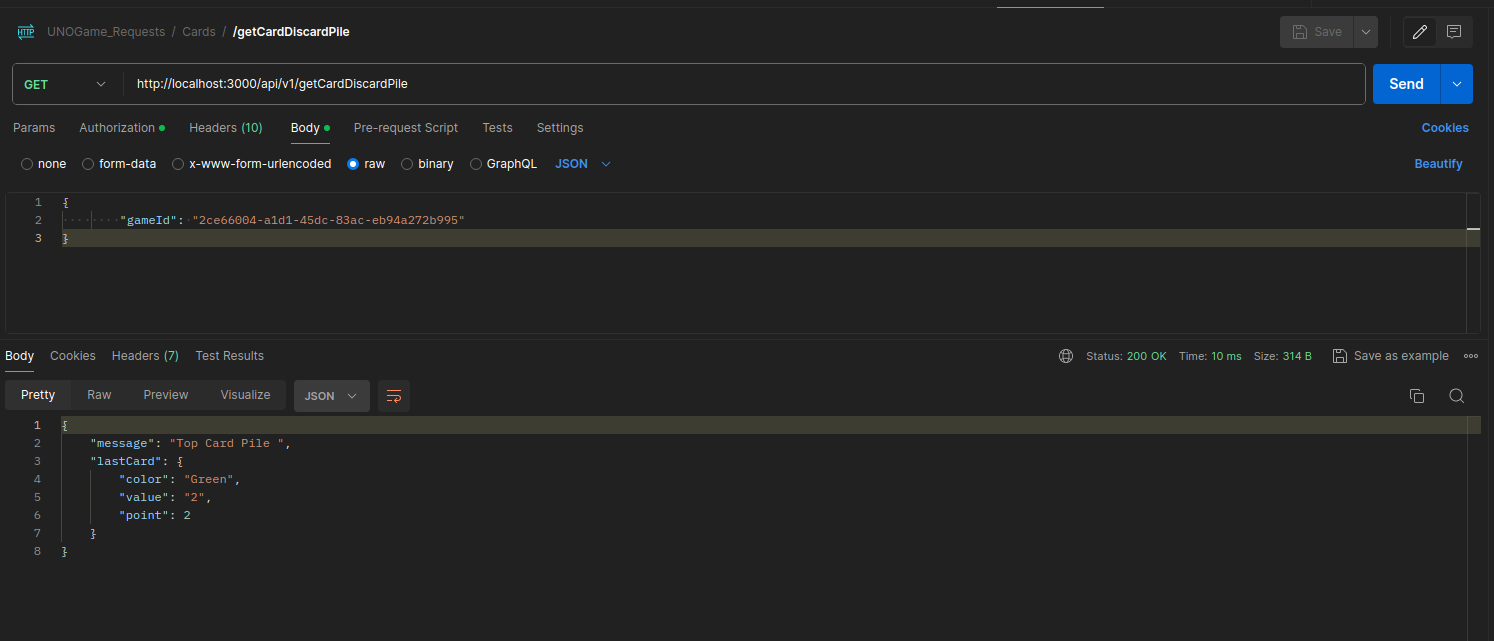 HTTP UNOGame_Requests / Cards / /getCardDiscardPile Save
GET http://localhost:3000/api/v1/getCardDiscardPile Send
Params Authorization Headers (10) Body Pre-request Script Tests Settings Cookies
none form-data x-www-form-urlencoded raw binary GraphQL JSON Beautify
1 {
2 "gameId": "2ce66004-a1d1-45dc-83ac-eb94a272b995"
3 }
Body Cookies Headers (7) Test Results Status: 200 OK Time: 10 ms Size: 314 B Save as example
Pretty Raw Preview Visualize JSON
1 {
2 "message": "Top Card Pile ",
3 "lastCard": {
4 "color": "Green",
5 "value": "2",
6 "point": 2
7 }
8 }